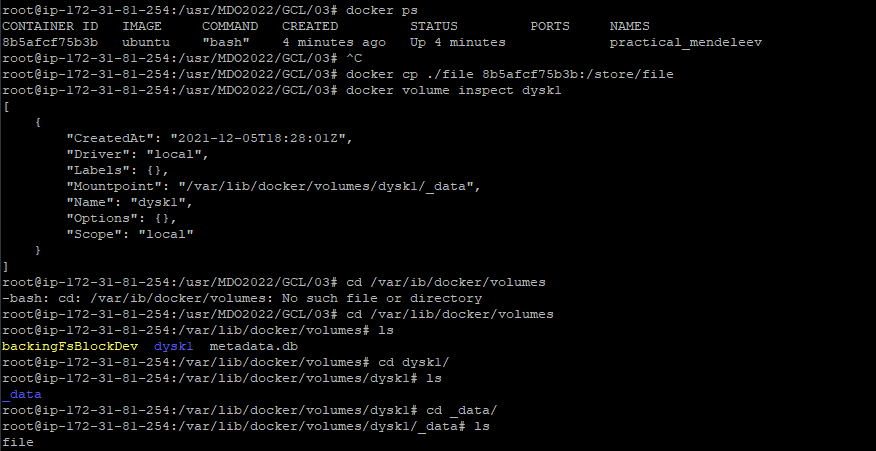 root@ip-172-31-81-254:/usr/MDO2022/GCL/03# docker ps
CONTAINER ID   IMAGE     COMMAND   CREATED         STATUS         PORTS     NAMES
8b5afcf75b3b   ubuntu    "bash"    4 minutes ago   Up 4 minutes             practical_mendeleev
root@ip-172-31-81-254:/usr/MDO2022/GCL/03# ^C
root@ip-172-31-81-254:/usr/MDO2022/GCL/03# docker cp ./file 8b5afcf75b3b:/store/file
root@ip-172-31-81-254:/usr/MDO2022/GCL/03# docker volume inspect dysk1
[
    {
        "CreatedAt": "2021-12-05T18:28:01Z",
        "Driver": "local",
        "Labels": {},
        "Mountpoint": "/var/lib/docker/volumes/dysk1/_data",
        "Name": "dysk1",
        "Options": {},
        "Scope": "local"
    }
]
root@ip-172-31-81-254:/usr/MDO2022/GCL/03# cd /var/ib/docker/volumes
-bash: cd: /var/ib/docker/volumes: No such file or directory
root@ip-172-31-81-254:/usr/MDO2022/GCL/03# cd /var/lib/docker/volumes
root@ip-172-31-81-254:/var/lib/docker/volumes# ls
backingFsBlockDev  dysk1  metadata.db
root@ip-172-31-81-254:/var/lib/docker/volumes# cd dysk1/
root@ip-172-31-81-254:/var/lib/docker/volumes/dysk1# ls
_data
root@ip-172-31-81-254:/var/lib/docker/volumes/dysk1# cd _data/
root@ip-172-31-81-254:/var/lib/docker/volumes/dysk1/_data# ls
file